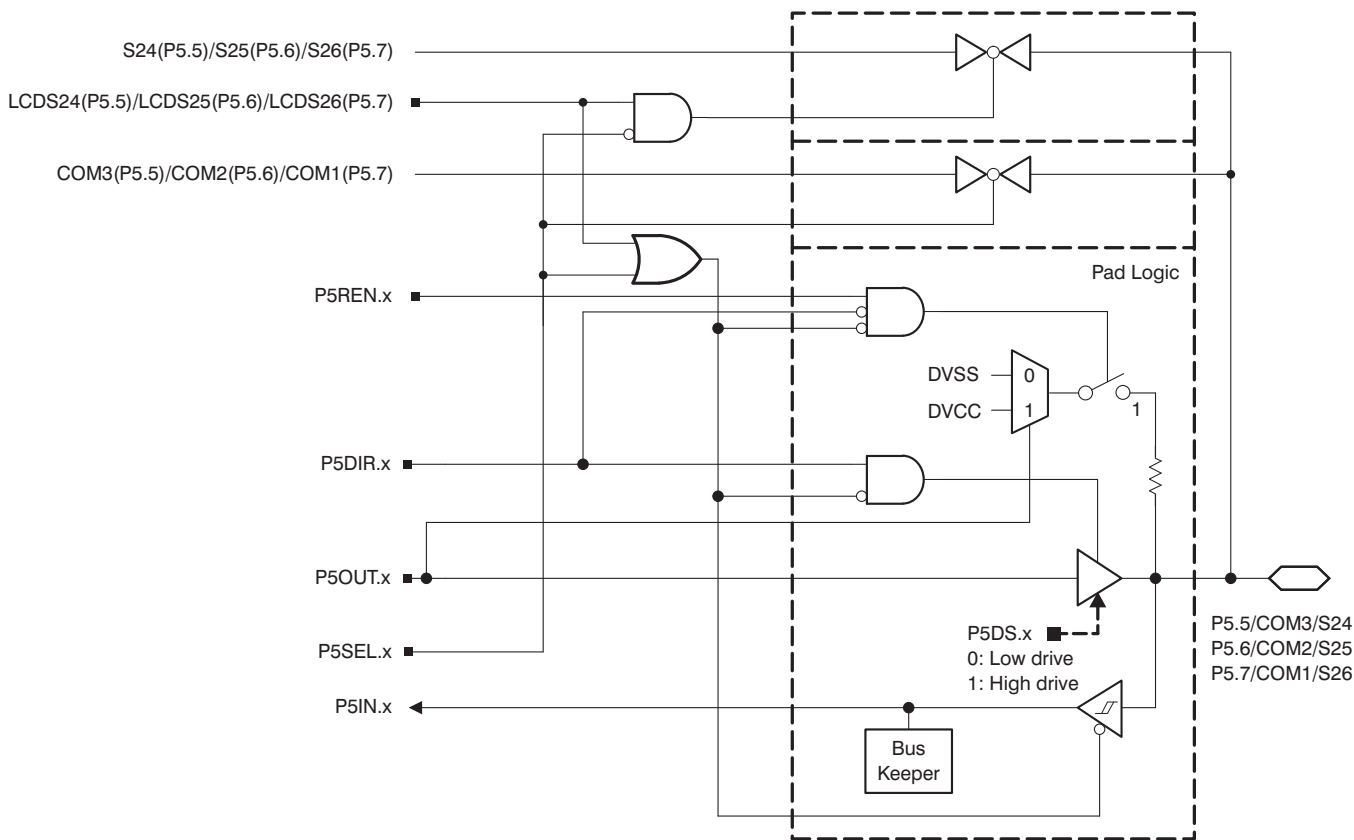 S24(P5.5)/S25(P5.6)/S26(P5.7)
LCDS24(P5.5)/LCDS25(P5.6)/LCDS26(P5.7)
COM3(P5.5)/COM2(P5.6)/COM1(P5.7)
Pad Logic
P5REN.x
DVSS
0
DVCC
1
1
P5DIR.x
P5OUT.x
P5DS.x
0: Low drive
1: High drive
P5.5/COM3/S24
P5.6/COM2/S25
P5.7/COM1/S26
P5SEL.x
P5IN.x
Bus
Keeper